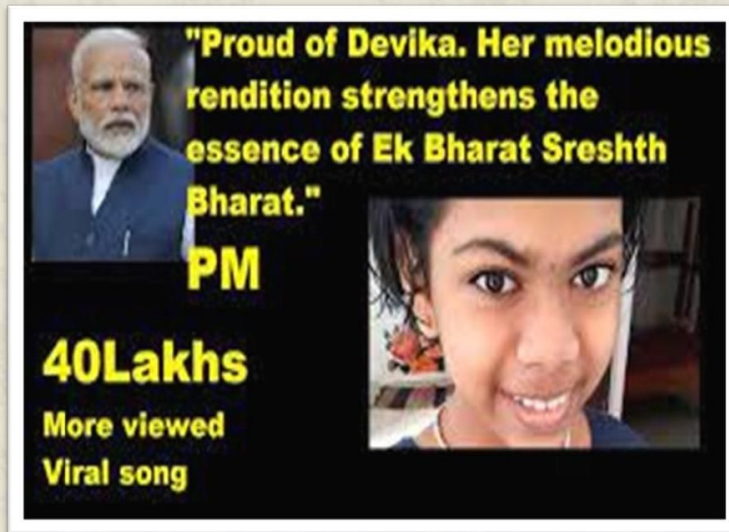 "Proud of Devika. Her melodious
rendition strengthens the
essence of Ek Bharat Sreshth
Bharat."
PM
40Lakhs
More viewed
Viral song